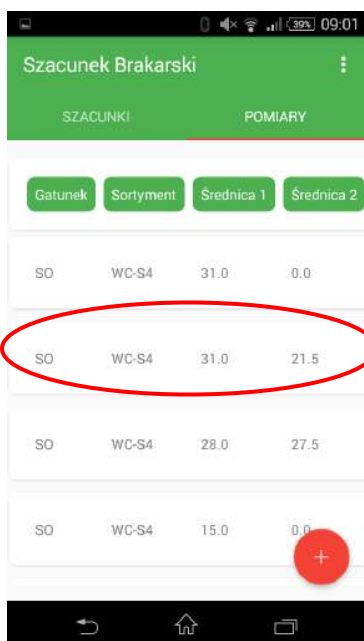 39% 09:01
Szacunek Brakarski
SZACUNKI POMIARY
Gatunek Sortyment Średnica 1 Średnica 2
SO WC-S4 31.0 0.0
SO WC-S4 31.0 21.5
SO WC-S4 28.0 27.5
SO WC-S4 15.0 0.0
+